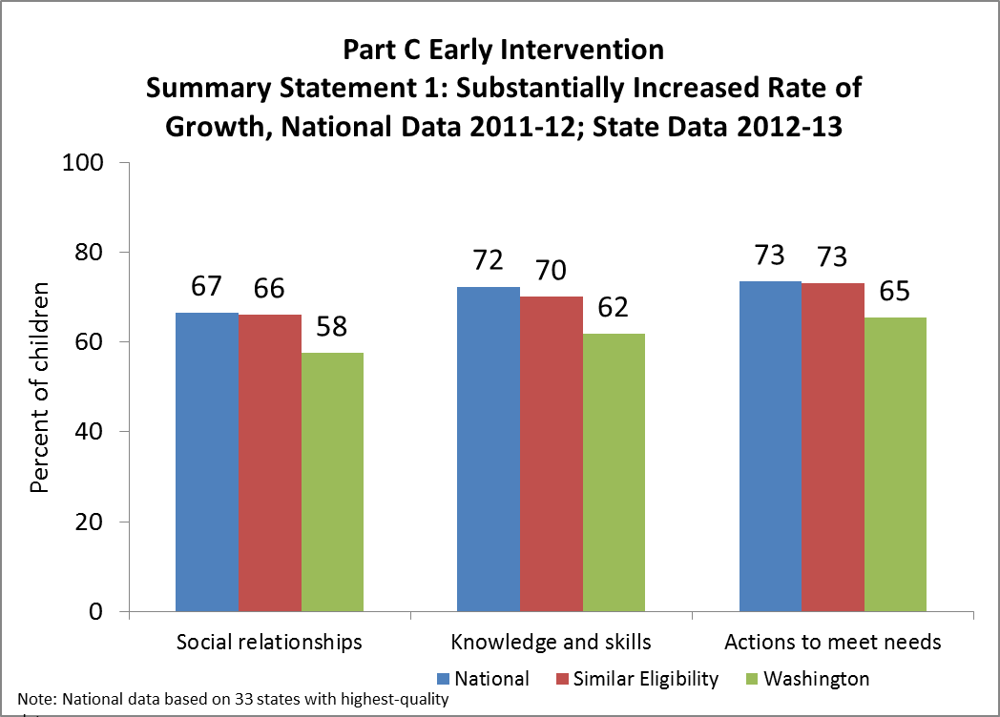 Part C Early Intervention
Summary Statement 1: Substantially Increased Rate of
Growth, National Data 2011-12; State Data 2012-13
100
80
60
40
20
0
Percent of children
67
66
58
72
70
62
73
73
65
Social relationships
Knowledge and skills
Actions to meet needs
National
Similar Eligibility
Washington
Note: National data based on 33 states with highest-quality